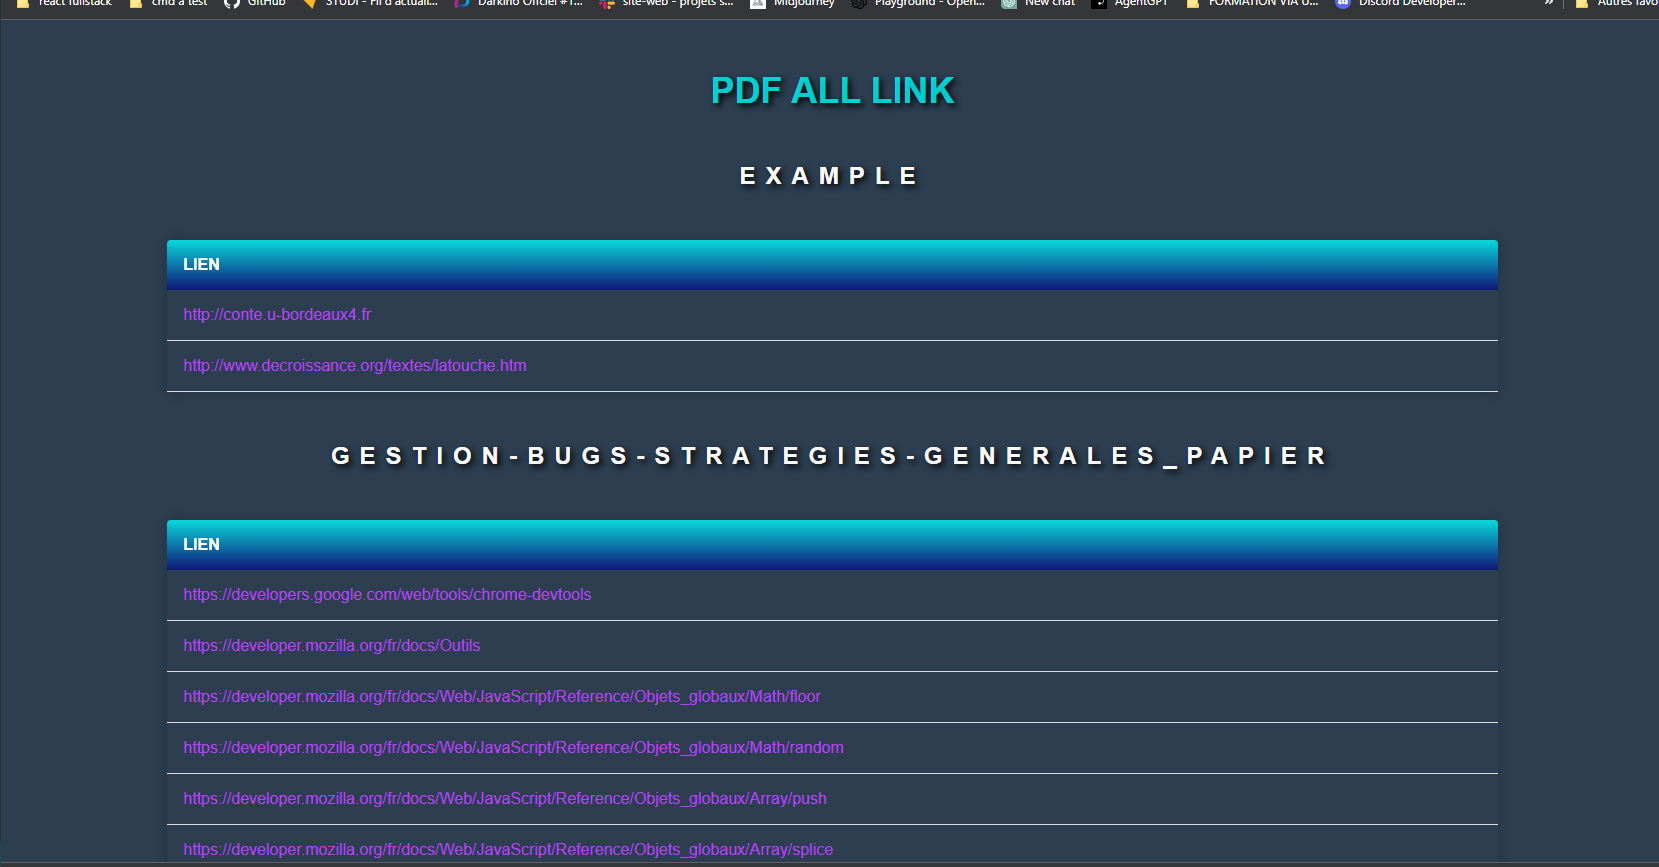 react fullstack cmd a test GitHub STUDI - Fil d'actuali... Darkino Officiel #1... site-web - projets s... Midjourney Playground - Open... New chat AgentGPT FORMATION VIA U... Discord Developer... » Autres favo
PDF ALL LINK
EXAMPLE
LIEN
http://conte.u-bordeaux4.fr
http://www.decroissance.org/textes/latouche.htm
GESTION-BUGS-STRATEGIES-GENERALES_PAPIER
LIEN
https://developers.google.com/web/tools/chrome-devtools
https://developer.mozilla.org/fr/docs/Outils
https://developer.mozilla.org/fr/docs/Web/JavaScript/Reference/Objets_globaux/Math/floor
https://developer.mozilla.org/fr/docs/Web/JavaScript/Reference/Objets_globaux/Math/random
https://developer.mozilla.org/fr/docs/Web/JavaScript/Reference/Objets_globaux/Array/push
https://developer.mozilla.org/fr/docs/Web/JavaScript/Reference/Objets_globaux/Array/splice